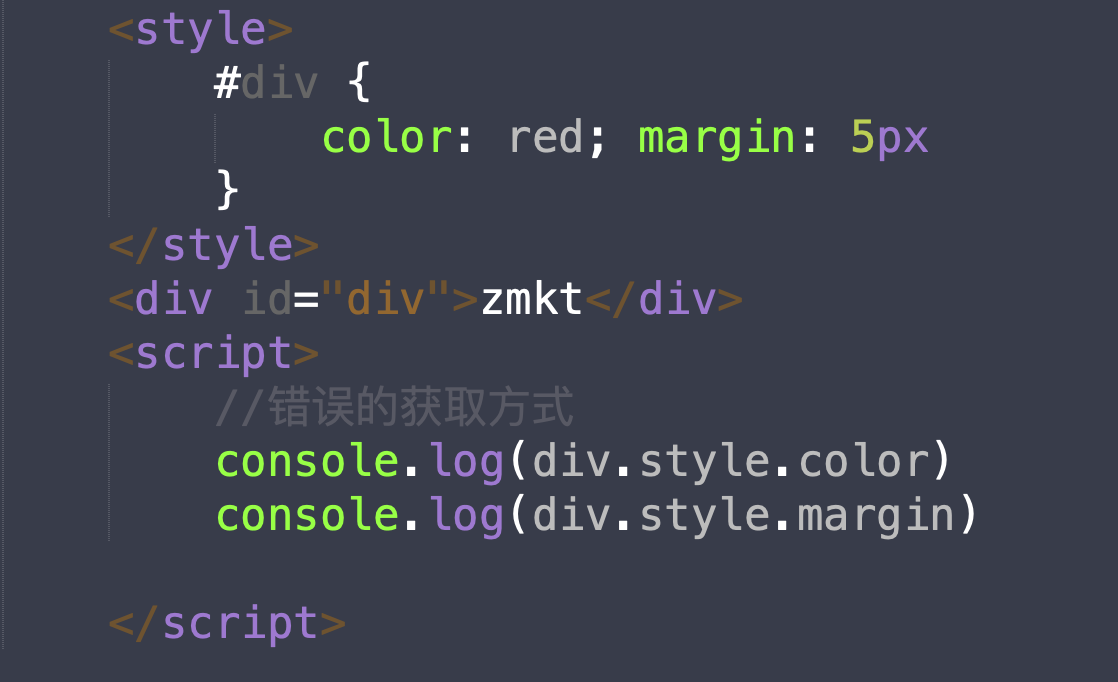 <style>
#div {
color: red; margin: 5px
}
</style>
<div id="div">zmkt</div>
<script>
//错误的获取方式
console.log(div.style.color)
console.log(div.style.margin)
</script>